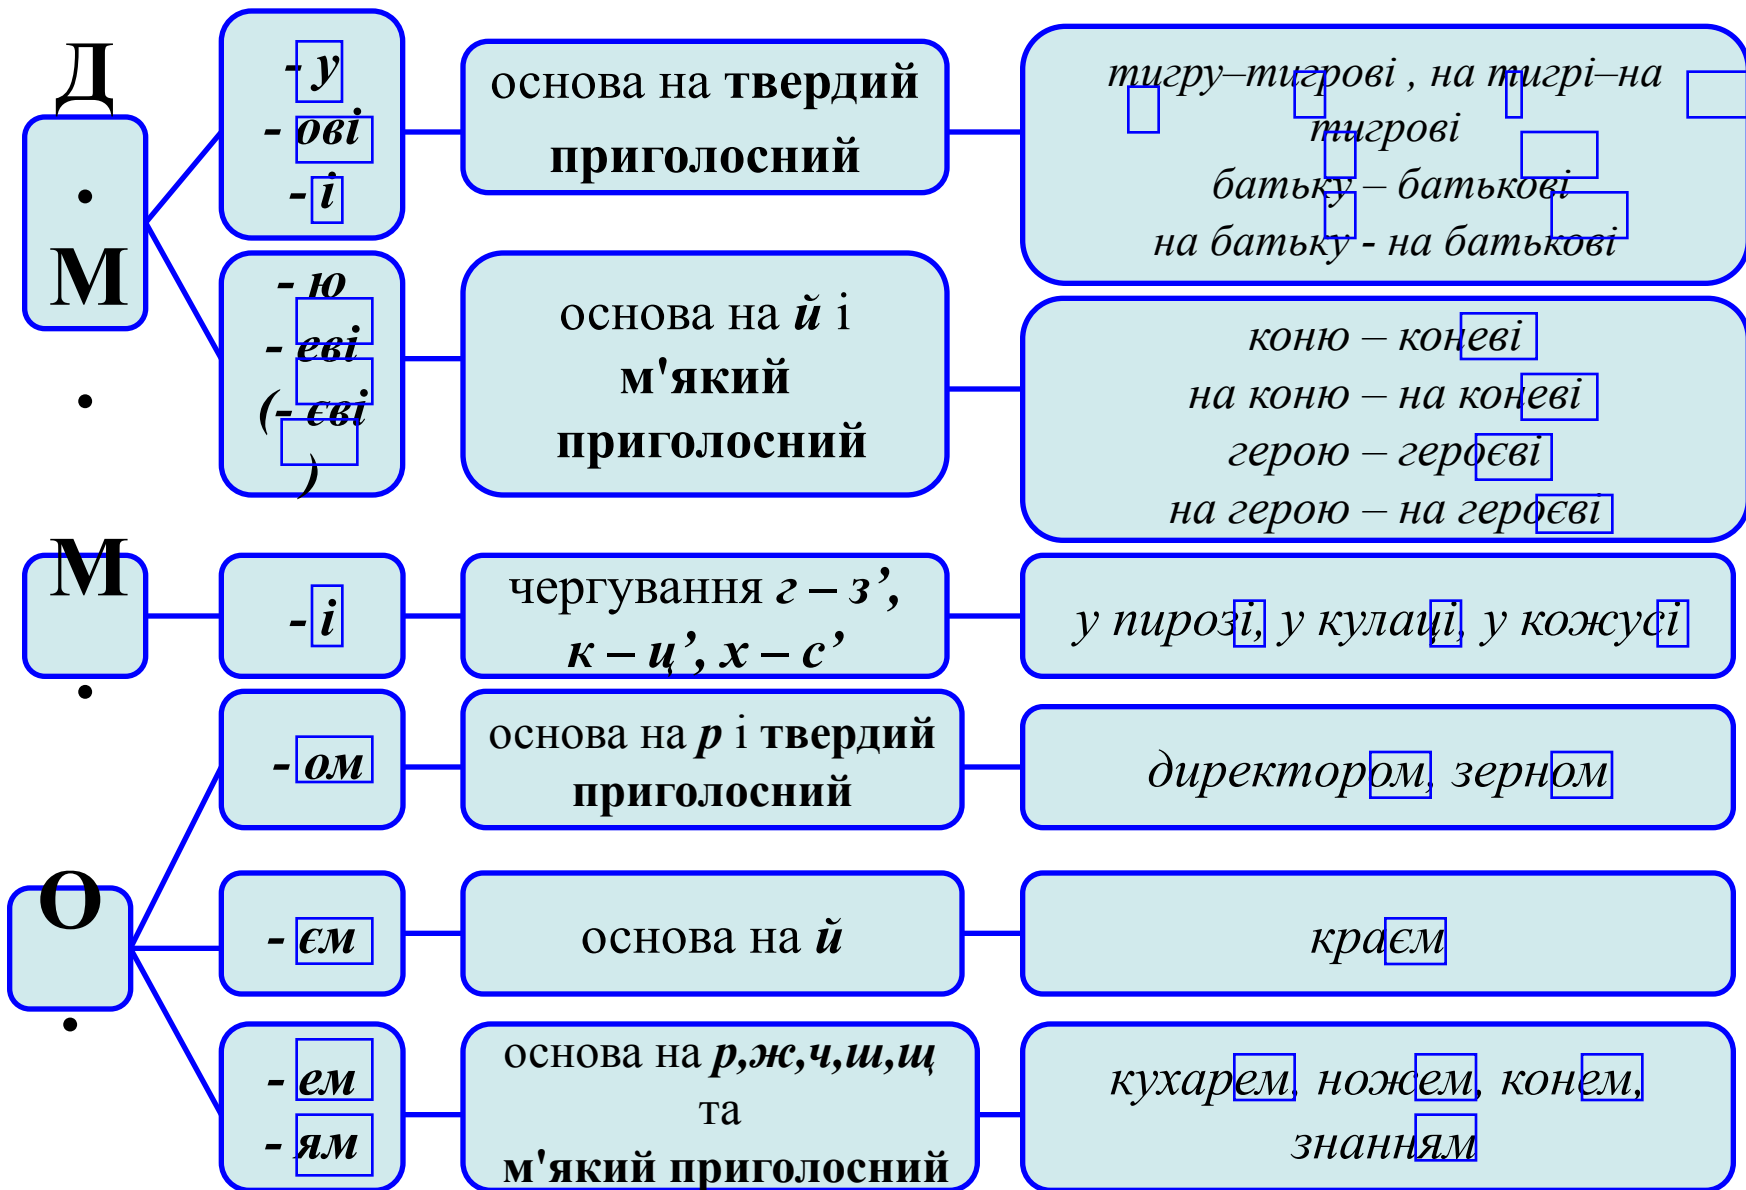 Д
.
М
.
- у
- ові
- і
основа на твердий
приголосний
тигру–тигрові , на тигрі–на
тигрові
батьку – батькові
на батьку - на батькові
- ю
- еві
(- єві
)
основа на й і
м'який
приголосний
коню – коневі
на коню – на коневі
герою – героєві
на герою – на героєві
М
.
- і
чергування г – з’,
к – ц’, х – с’
у пирозі, у кулаці, у кожусі
О
.
- ом
основа на р і твердий
приголосний
директором, зерном
- єм
основа на й
краєм
- ем
- ям
основа на р,ж,ч,ш,щ
та
м'який приголосний
кухарем, ножем, конем,
знанням